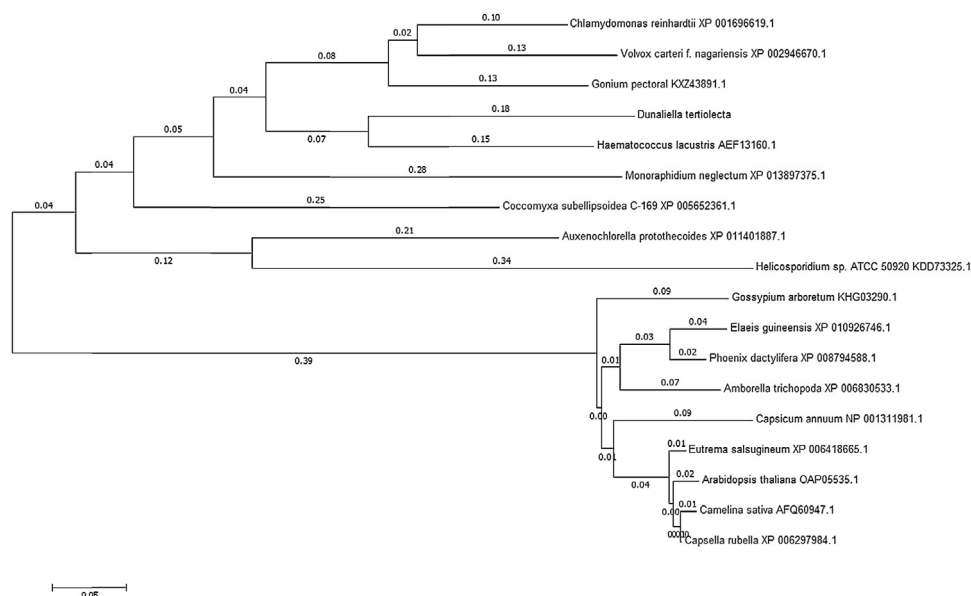 0.10
Chlamydomonas reinhardtii XP 001696619.1
0.02
0.13
Volvox carteri f. nagariensis XP 002946670.1
0.08
0.13
Gonium pectoral KXZ43891.1
0.04
0.18
Dunaliella tertiolecta
0.07
0.15
Haematococcus lacustris AEF13160.1
0.05
0.28
Monoraphidium neglectum XP 013897375.1
0.04
0.25
Coccomyxa subellipsoidea C-169 XP 005652361.1
0.04
0.21
Auxenochlorella protothecoides XP 011401887.1
0.12
0.34
Helicosporidium sp. ATCC 50920 KDD73325.1
0.09
Gossypium arboretum KHG03290.1
0.04
Elaeis guineensis XP 010926746.1
0.03
0.02
Phoenix dactylifera XP 008794588.1
0.39
0.01
0.07
Amborella trichopoda XP 006830533.1
0.00
0.09
Capsicum annuum NP 001311981.1
0.01
0.01
Eutrema salsugineum XP 006418665.1
0.04
0.02
Arabidopsis thaliana OAP05535.1
0.00
0.01
Camelina sativa AFQ60947.1
Capsella rubella XP 006297984.1
0.05